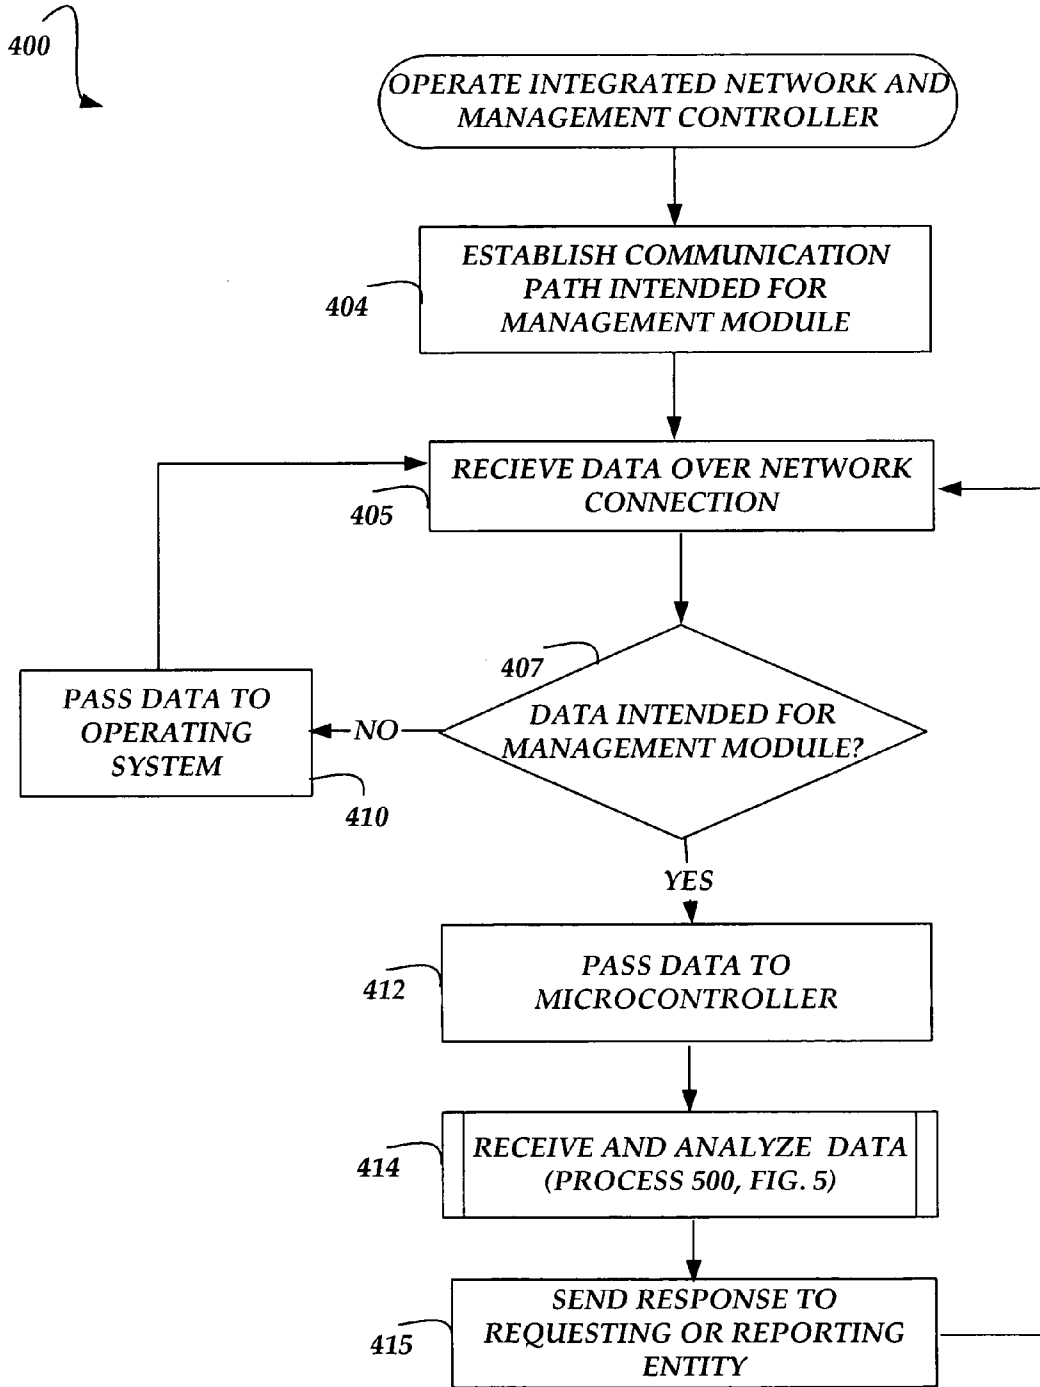 400
OPERATE INTEGRATED NETWORK AND
MANAGEMENT CONTROLLER
ESTABLISH COMMUNICATION
PATH INTENDED FOR
MANAGEMENT MODULE
404
RECIEVE DATA OVER NETWORK
CONNECTION
405
407
DATA INTENDED FOR
MANAGEMENT MODULE?
NO
PASS DATA TO
OPERATING
SYSTEM
410
YES
PASS DATA TO
MICROCONTROLLER
412
RECEIVE AND ANALYZE DATA
(PROCESS 500, FIG. 5)
414
SEND RESPONSE TO
REQUESTING OR REPORTING
ENTITY
415